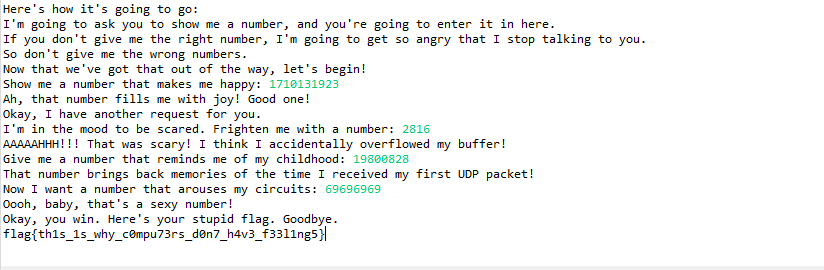 Here's how it's going to go:
I'm going to ask you to show me a number, and you're going to enter it in here.
If you don't give me the right number, I'm going to get so angry that I stop talking to you.
So don't give me the wrong numbers.
Now that we've got that out of the way, let's begin!
Show me a number that makes me happy: 1710131923
Ah, that number fills me with joy! Good one!
Okay, I have another request for you.
I'm in the mood to be scared. Frighten me with a number: 2816
AAAAAHHH!!! That was scary! I think I accidentally overflowed my buffer!
Give me a number that reminds me of my childhood: 19800828
That number brings back memories of the time I received my first UDP packet!
Now I want a number that arouses my circuits: 69696969
Oooh, baby, that's a sexy number!
Okay, you win. Here's your stupid flag. Goodbye.
flag{th1s_1s_why_c0mpu73rs_d0n7_h4v3_f33l1ng5}